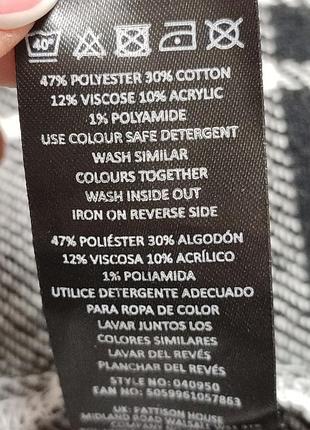 40°
47% POLYESTER 30% COTTON
12% VISCOSE 10% ACRYLIC
1% POLYAMIDE
USE COLOUR SAFE DETERGENT
WASH SIMILAR
COLOURS TOGETHER
WASH INSIDE OUT
IRON ON REVERSE SIDE
47% POLIÉSTER 30% ALGODÓN
12% VISCOSA 10% ACRÍLICO
1% POLIAMIDA
UTILICE DETERGENTE ADECUADO
PARA ROPA DE COLOR
LAVAR JUNTOS LOS
COLORES SIMILARES
LAVAR DEL REVÉS
PLANCHAR DEL REVÉS
STYLE NO: 040950
EAN NO: 5059961057863
UK: PATTISON HOUSE
MIDLAND ROAD WALSALL
COMPANY